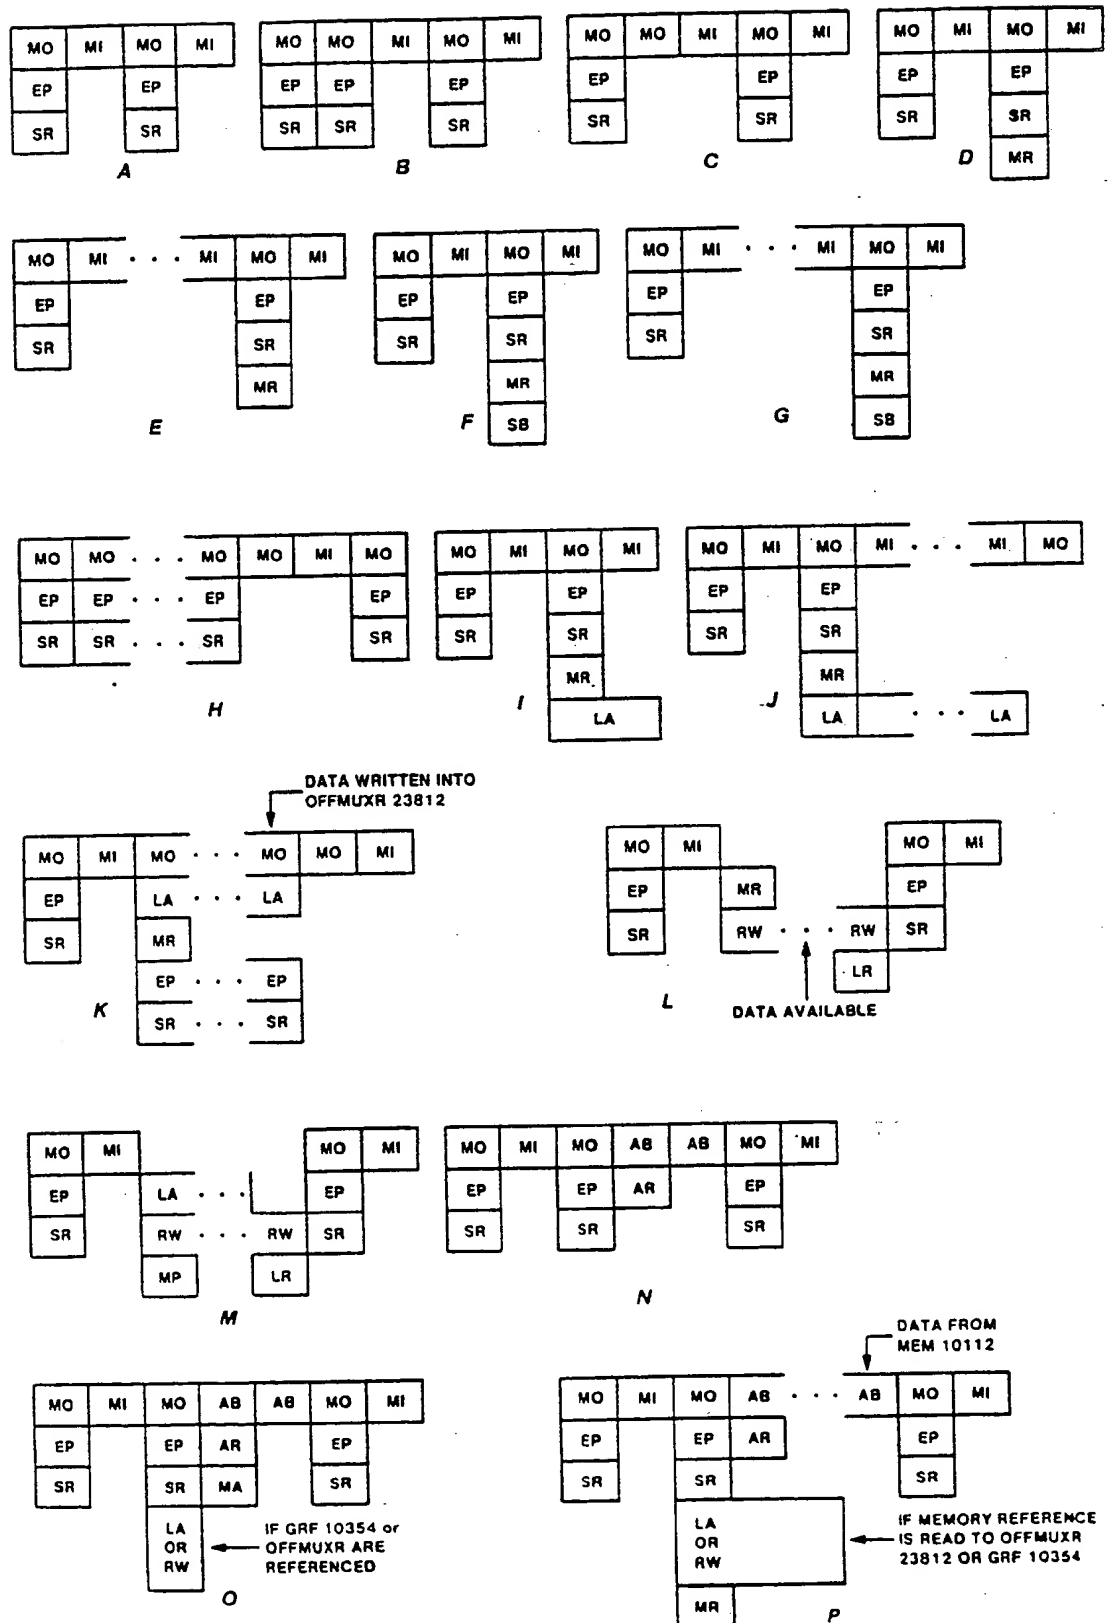 MO MI MO MI
EP EP
SR SR
A
MO MO MI MO MI
EP EP EP
SR SR SR
B
MO MO MI MO MI
EP EP
SR SR
C
MO MI MO MI
EP EP
SR SR
MR
D
MO MI · · · MI MO MI
EP EP
SR SR
MR
E
MO MI MO MI
EP EP
SR SR
MR
SB
F
MO MI · · · MI MO MI
EP EP
SR SR
MR
SB
G
MO MO · · · MO MO MI MO
EP EP · · · EP EP
SR SR · · · SR SR
H
MO MI MO MI
EP EP
SR SR
MR
LA
I
MO MI MO MI · · · MI MO
EP EP
SR SR
MR
LA · · · LA
J
DATA WRITTEN INTO
OFFMUXR 23812
MO MI MO · · · MO MO MI
EP LA · · · LA
SR MR
EP · · · EP
SR · · · SR
K
MO MI MO MI
EP MR EP
SR RW · · · RW SR
LR
L
DATA AVAILABLE
MO MI MO MI
EP LA · · · EP
SR RW · · · RW SR
MP LR
M
MO MI MO AB AB MO MI
EP EP AR EP
SR SR SR
N
MO MI MO AB AB MO MI
EP EP AR EP
SR SR MA SR
LA
OR
RW
IF GRF 10354 or
OFFMUXR ARE
REFERENCED
O
DATA FROM
MEM 10112
MO MI MO AB · · · AB MO MI
EP EP AR EP
SR SR SR
LA
OR
RW
IF MEMORY REFERENCE
IS READ TO OFFMUXR
23812 OR GRF 10354
MR
P